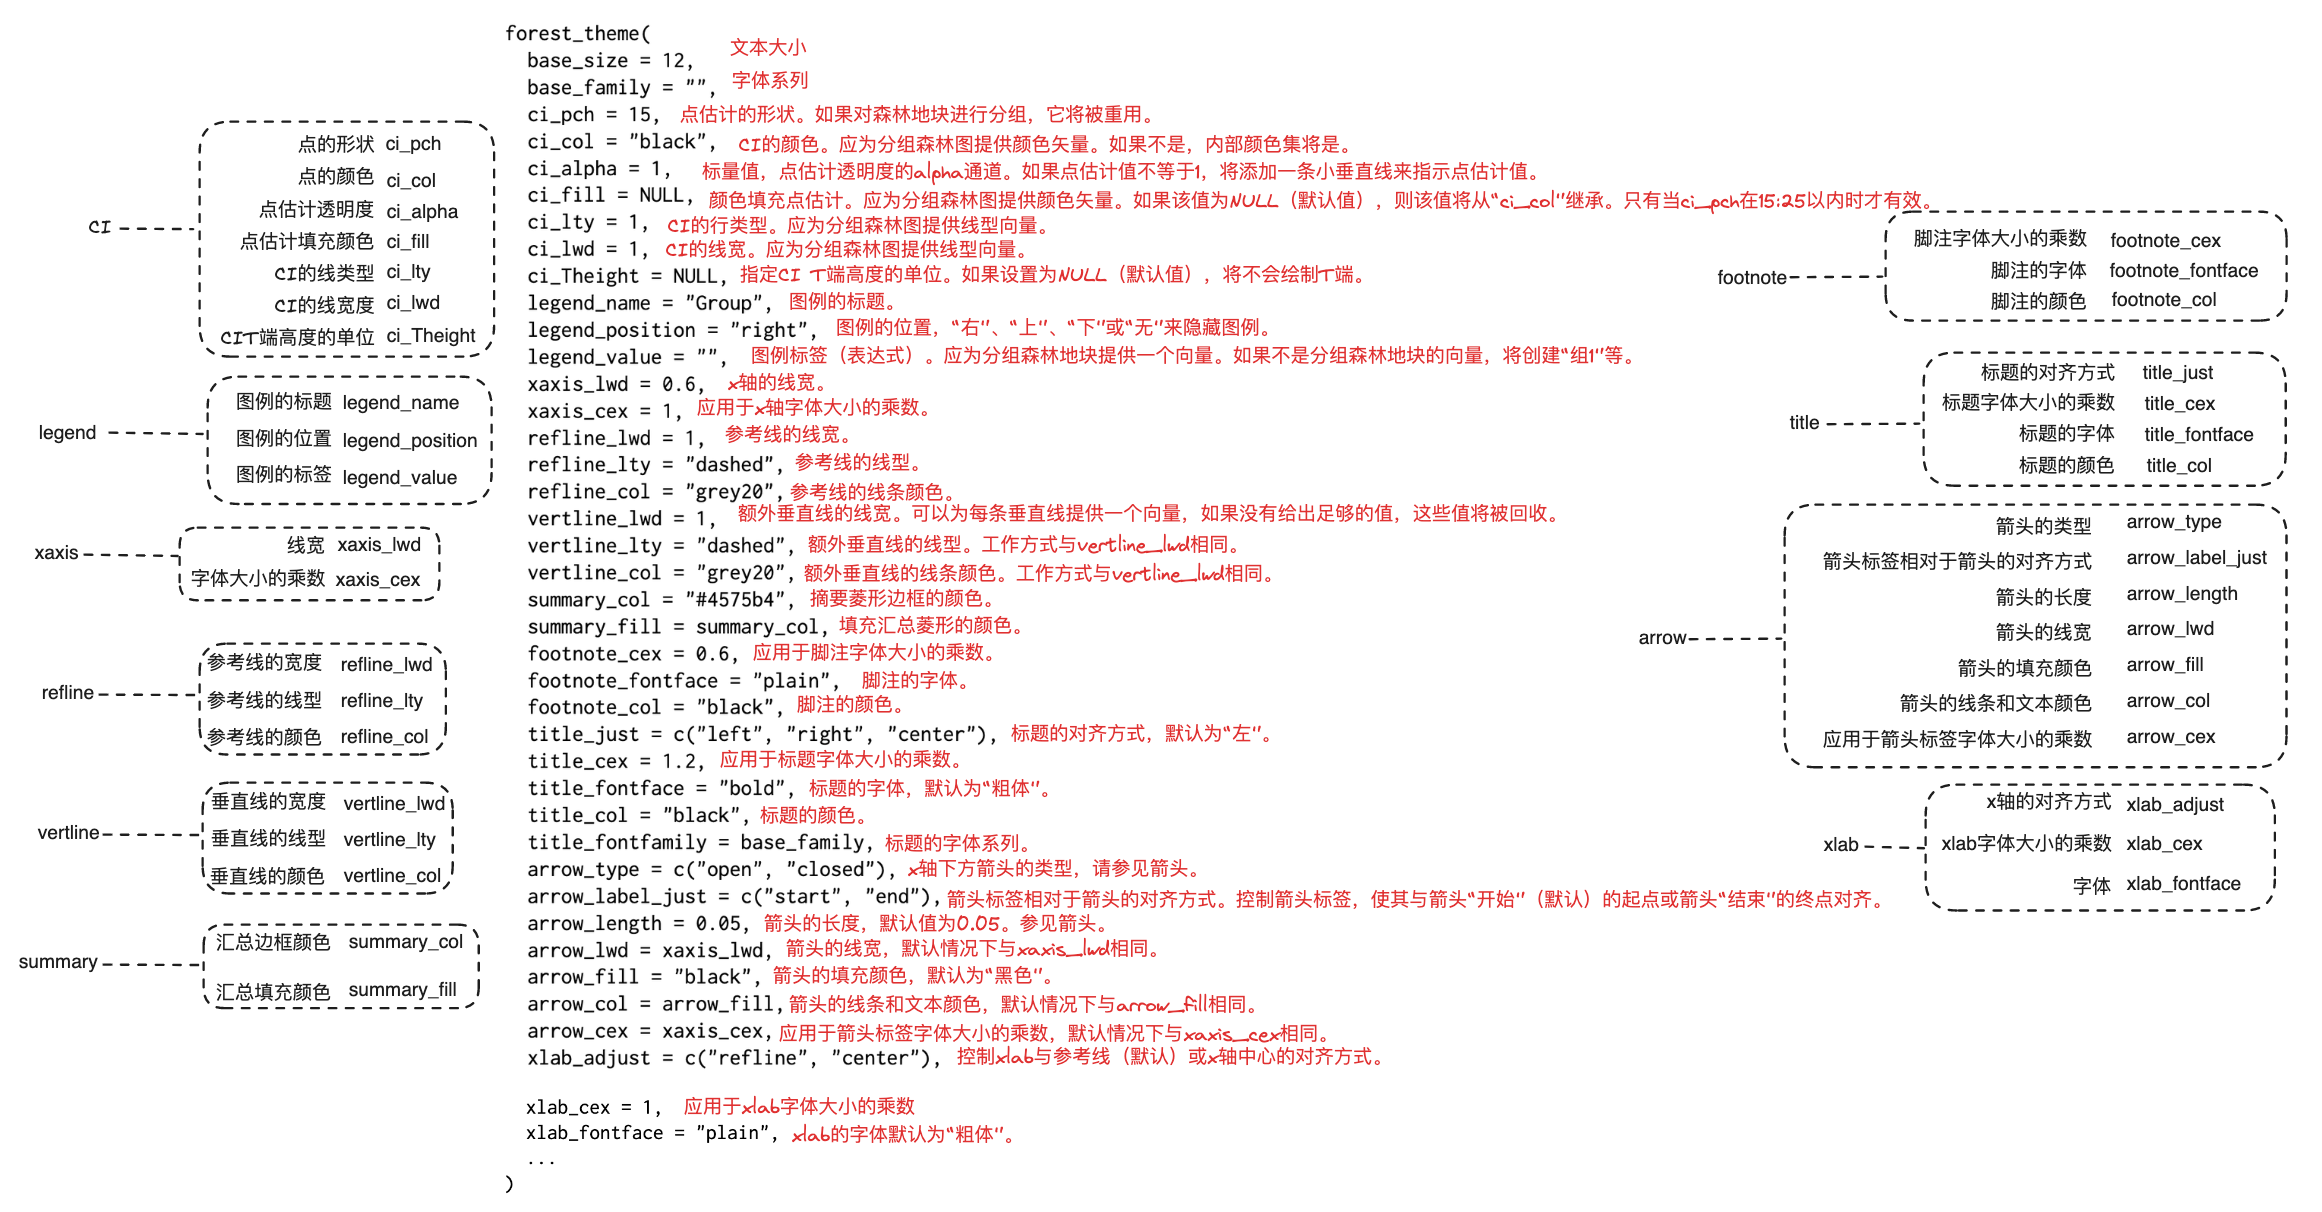 forest_theme(
base_size = 12, 文本大小
base_family = "", 字体系列
ci_pch = 15, 点估计的形状。如果对森林地块进行分组，它将被重用。
ci_col = "black", CI的颜色。应为分组森林图提供颜色矢量。如果不是，内部颜色集将是。
ci_alpha = 1, 标量值，点估计透明度的alpha通道。如果点估计值不等于1，将添加一条小垂直线来指示点估计值。
ci_fill = NULL, 颜色填充点估计。应为分组森林图提供颜色矢量。如果该值为NULL（默认值），则该值将从“ci_col”继承。只有当ci_pch在15:25以内时才有效。
ci_lty = 1, CI的行类型。应为分组森林图提供线型向量。
ci_lwd = 1, CI的线宽。应为分组森林图提供线型向量。
ci_Theight = NULL, 指定CI T端高度的单位。如果设置为NULL（默认值），将不会绘制T端。
legend_name = "Group", 图例的标题。
legend_position = "right", 图例的位置，“右”、“上”、“下”或“无”来隐藏图例。
legend_value = "", 图例标签（表达式）。应为分组森林地块提供一个向量。如果不是分组森林地块的向量，将创建“组1”等。
xaxis_lwd = 0.6, x轴的线宽。
xaxis_cex = 1, 应用于x轴字体大小的乘数。
refline_lwd = 1, 参考线的线宽。
refline_lty = "dashed", 参考线的线型。
refline_col = "grey20", 参考线的线条颜色。
vertline_lwd = 1, 额外垂直线的线宽。可以为每条垂直线提供一个向量，如果没有给出足够的值，这些值将被回收。
vertline_lty = "dashed", 额外垂直线的线型。工作方式与vertline_lwd相同。
vertline_col = "grey20", 额外垂直线的线条颜色。工作方式与vertline_lwd相同。
summary_col = "#4575b4", 摘要菱形边框的颜色。
summary_fill = summary_col, 填充汇总菱形的颜色。
footnote_cex = 0.6, 应用于脚注字体大小的乘数。
footnote_fontface = "plain", 脚注的字体。
footnote_col = "black", 脚注的颜色。
title_just = c("left", "right", "center"), 标题的对齐方式，默认为“左”。
title_cex = 1.2, 应用于标题字体大小的乘数。
title_fontface = "bold", 标题的字体，默认为“粗体”。
title_col = "black", 标题的颜色。
title_fontfamily = base_family, 标题的字体系列。
arrow_type = c("open", "closed"), x轴下方箭头的类型，请参见箭头。
arrow_label_just = c("start", "end"), 箭头标签相对于箭头的对齐方式。控制箭头标签，使其与箭头“开始”（默认）的起点或箭头“结束”的终点对齐。
arrow_length = 0.05, 箭头的长度，默认值为0.05。参见箭头。
arrow_lwd = xaxis_lwd, 箭头的线宽，默认情况下与xaxis_lwd相同。
arrow_fill = "black", 箭头的填充颜色，默认为“黑色”。
arrow_col = arrow_fill, 箭头的线条和文本颜色，默认情况下与arrow_fill相同。
arrow_cex = xaxis_cex, 应用于箭头标签字体大小的乘数，默认情况下与xaxis_cex相同。
xlab_adjust = c("refline", "center"), 控制xlab与参考线（默认）或x轴中心的对齐方式。
xlab_cex = 1, 应用于xlab字体大小的乘数
xlab_fontface = "plain", xlab的字体默认为“粗体”。
...
)
CI
点的形状 ci_pch
点的颜色 ci_col
点估计透明度 ci_alpha
点估计填充颜色 ci_fill
CI的线类型 ci_lty
CI的线宽度 ci_lwd
CIT端高度的单位 ci_Theight
legend
图例的标题 legend_name
图例的位置 legend_position
图例的标签 legend_value
xaxis
线宽 xaxis_lwd
字体大小的乘数 xaxis_cex
refline
参考线的宽度 refline_lwd
参考线的线型 refline_lty
参考线的颜色 refline_col
vertline
垂直线的宽度 vertline_lwd
垂直线的线型 vertline_lty
垂直线的颜色 vertline_col
summary
汇总边框颜色 summary_col
汇总填充颜色 summary_fill
footnote
脚注字体大小的乘数 footnote_cex
脚注的字体 footnote_fontface
脚注的颜色 footnote_col
title
标题的对齐方式 title_just
标题字体大小的乘数 title_cex
标题的字体 title_fontface
标题的颜色 title_col
arrow
箭头的类型 arrow_type
箭头标签相对于箭头的对齐方式 arrow_label_just
箭头的长度 arrow_length
箭头的线宽 arrow_lwd
箭头的填充颜色 arrow_fill
箭头的线条和文本颜色 arrow_col
应用于箭头标签字体大小的乘数 arrow_cex
xlab
x轴的对齐方式 xlab_adjust
xlab字体大小的乘数 xlab_cex
字体 xlab_fontface